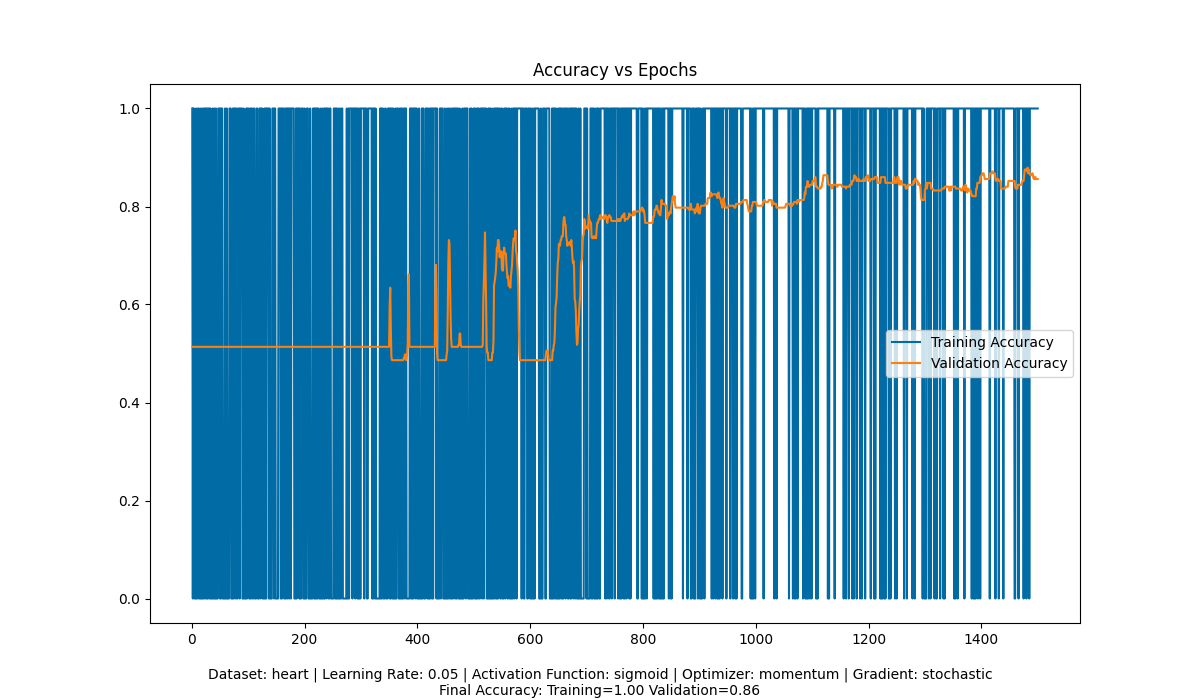 Accuracy vs Epochs
1.0
0.8
0.6
0.4
0.2
0.0
Training Accuracy
Validation Accuracy
0 200 400 600 800 1000 1200 1400
Dataset: heart | Learning Rate: 0.05 | Activation Function: sigmoid | Optimizer: momentum | Gradient: stochastic
Final Accuracy: Training=1.00 Validation=0.86